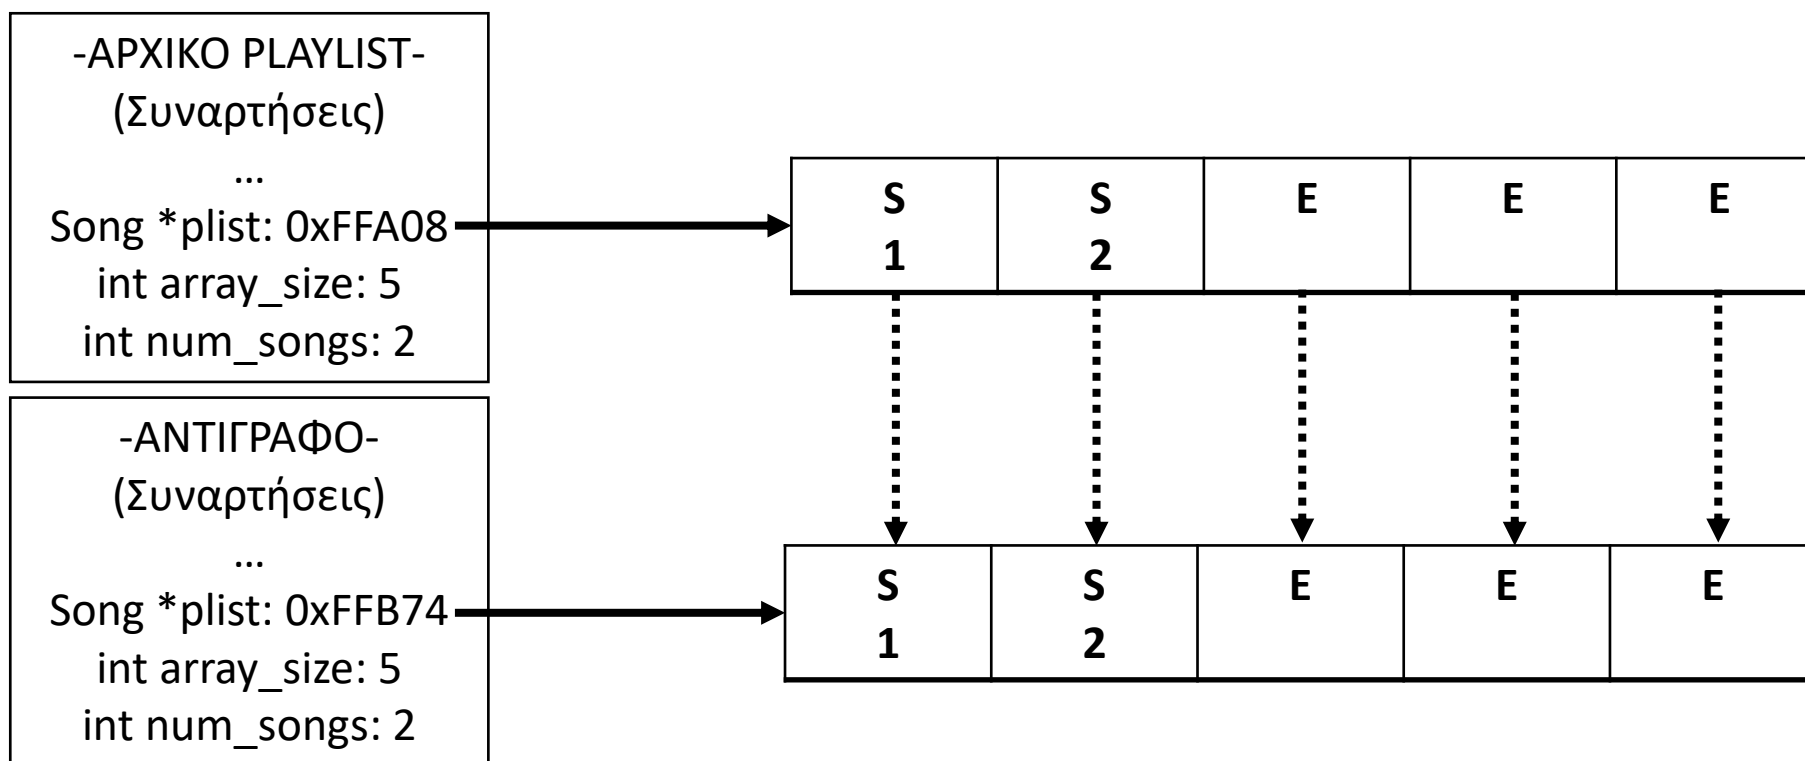 -ΑΡΧΙΚΟ PLAYLIST-
(Συναρτήσεις)
...
Song *plist: 0xFFA08
int array_size: 5
int num_songs: 2
S S E E E
1 2
-ΑΝΤΙΓΡΑΦΟ-
(Συναρτήσεις)
...
Song *plist: 0xFFB74
int array_size: 5
int num_songs: 2
S S E E E
1 2